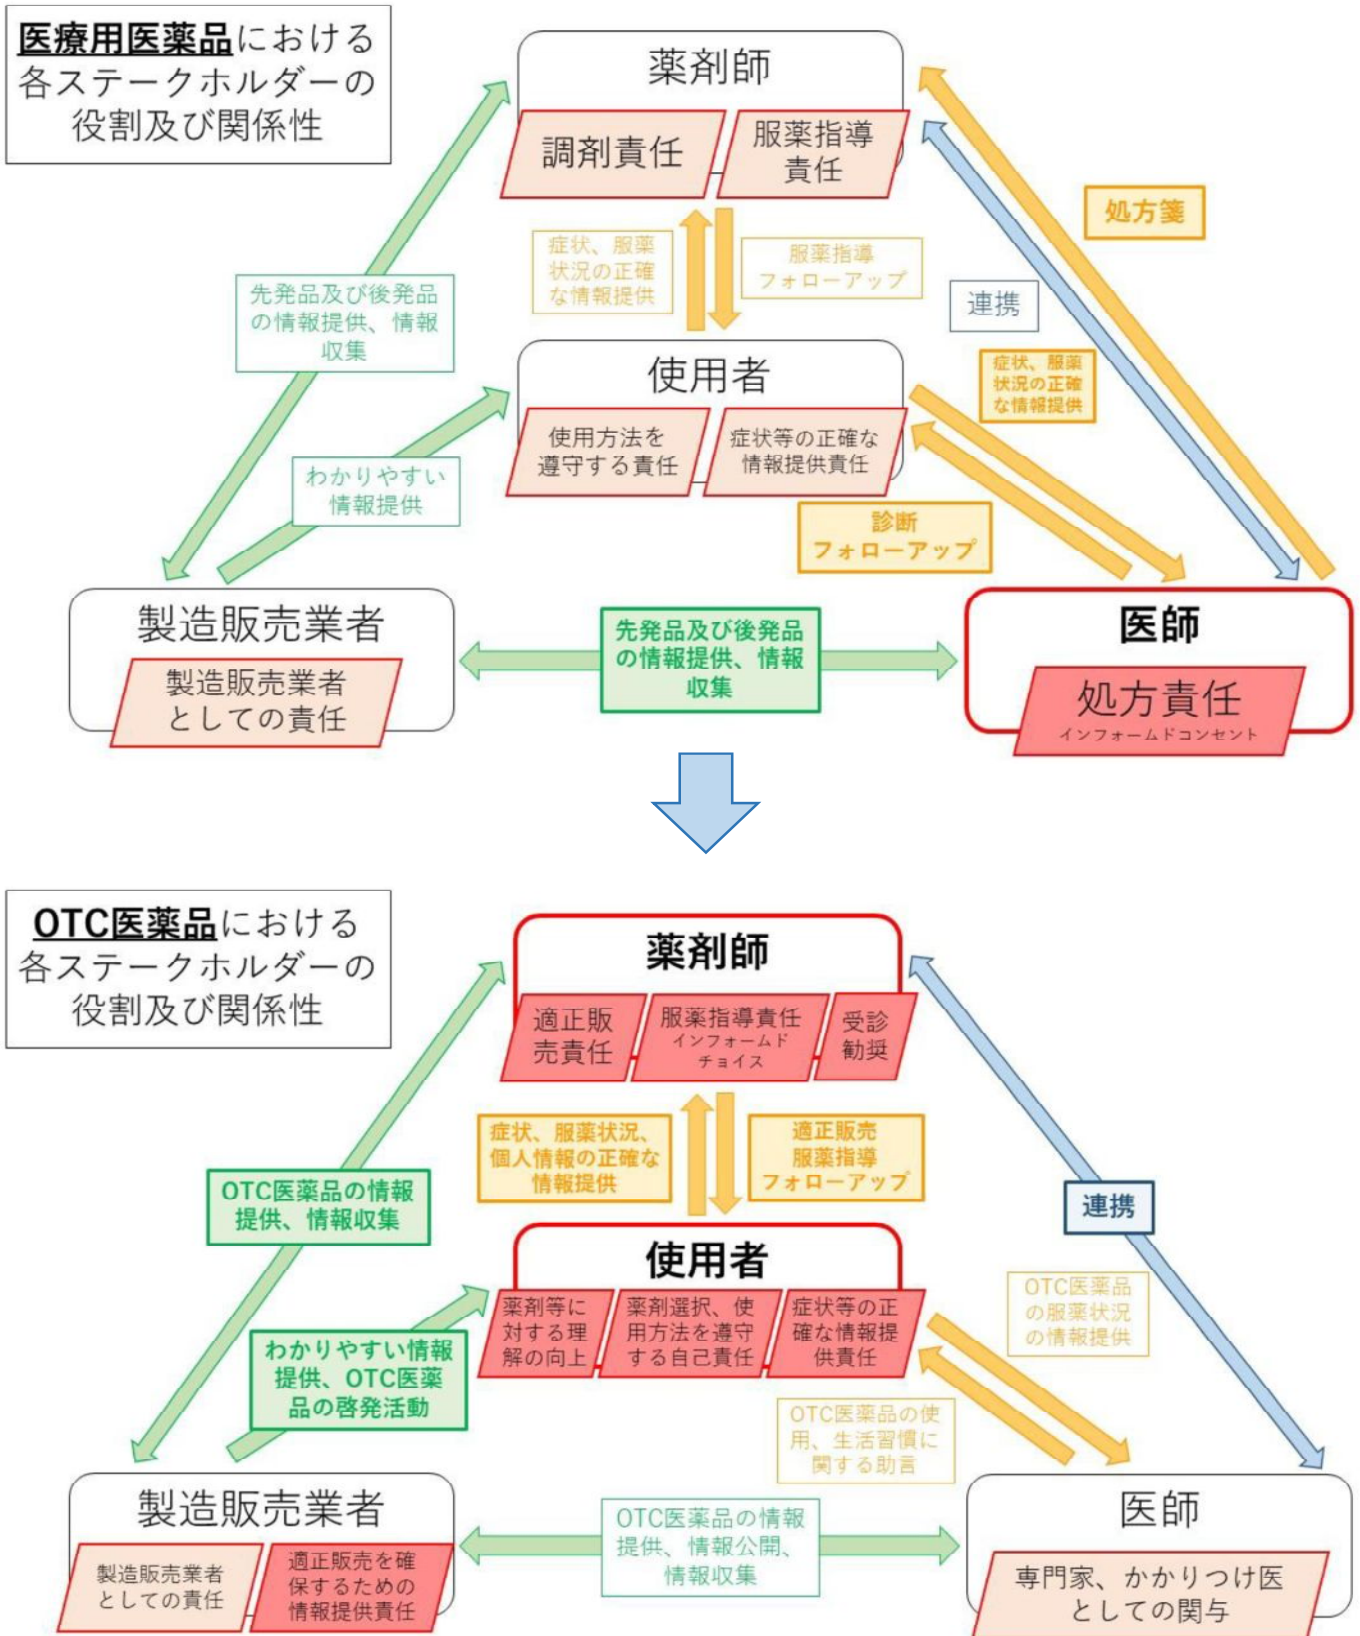 医療用医薬品における
各ステークホルダーの
役割及び関係性
薬剤師
調剤責任
服薬指導
責任
処方箋
症状、服薬
状況の正確
な情報提供
服薬指導
フォローアップ
先発品及び後発品
の情報提供、情報
収集
連携
使用者
症状、服薬
状況の正確
な情報提供
使用方法を
遵守する責任
症状等の正確な
情報提供責任
わかりやすい
情報提供
診断
フォローアップ
製造販売業者
製造販売業者
としての責任
先発品及び後発品
の情報提供、情報
収集
医師
処方責任
インフォームドコンセント
OTC医薬品における
各ステークホルダーの
役割及び関係性
薬剤師
適正販
売責任
服薬指導責任
インフォームド
チョイス
受診
勧奨
症状、服薬状況、
個人情報の正確な
情報提供
適正販売
服薬指導
フォローアップ
OTC医薬品の情報
提供、情報収集
連携
使用者
薬剤等に
対する理
解の向上
薬剤選択、使
用方法を遵守
する自己責任
症状等の正
確な情報提
供責任
OTC医薬品
の服薬状況
の情報提供
わかりやすい情報
提供、OTC医薬
品の啓発活動
OTC医薬品の使
用、生活習慣に
関する助言
製造販売業者
製造販売業者
としての責任
適正販売を確
保するための
情報提供責任
OTC医薬品の情報
提供、情報公開、
情報収集
医師
専門家、かかりつけ医
としての関与